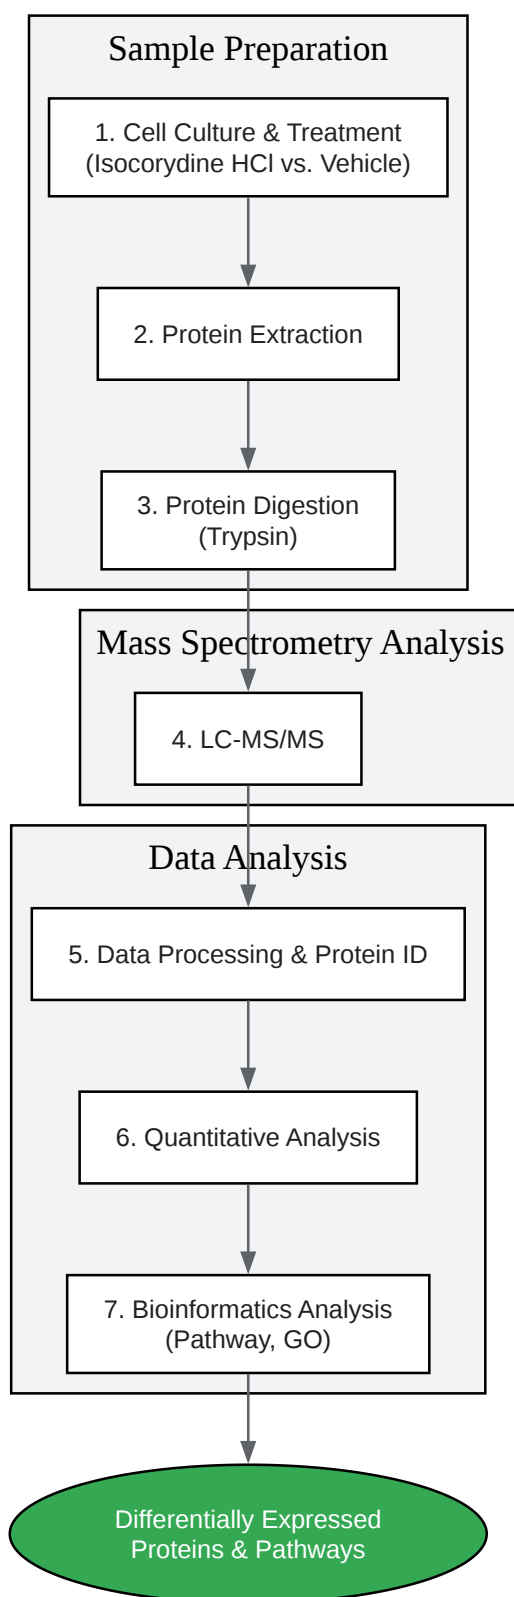 Sample Preparation
1. Cell Culture & Treatment
(Isocorydine HCl vs. Vehicle)
2. Protein Extraction
3. Protein Digestion
(Trypsin)
Mass Spectrometry Analysis
4. LC-MS/MS
Data Analysis
5. Data Processing & Protein ID
6. Quantitative Analysis
7. Bioinformatics Analysis
(Pathway, GO)
Differentially Expressed
Proteins & Pathways